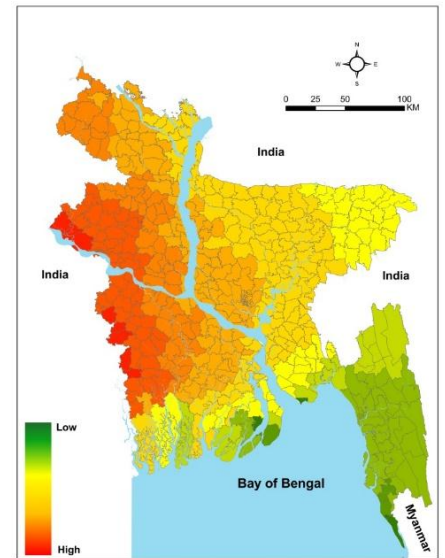 N
W E
S
0 25 50 100
KM
India
India
India
Low
High
Bay of Bengal
Myanmar